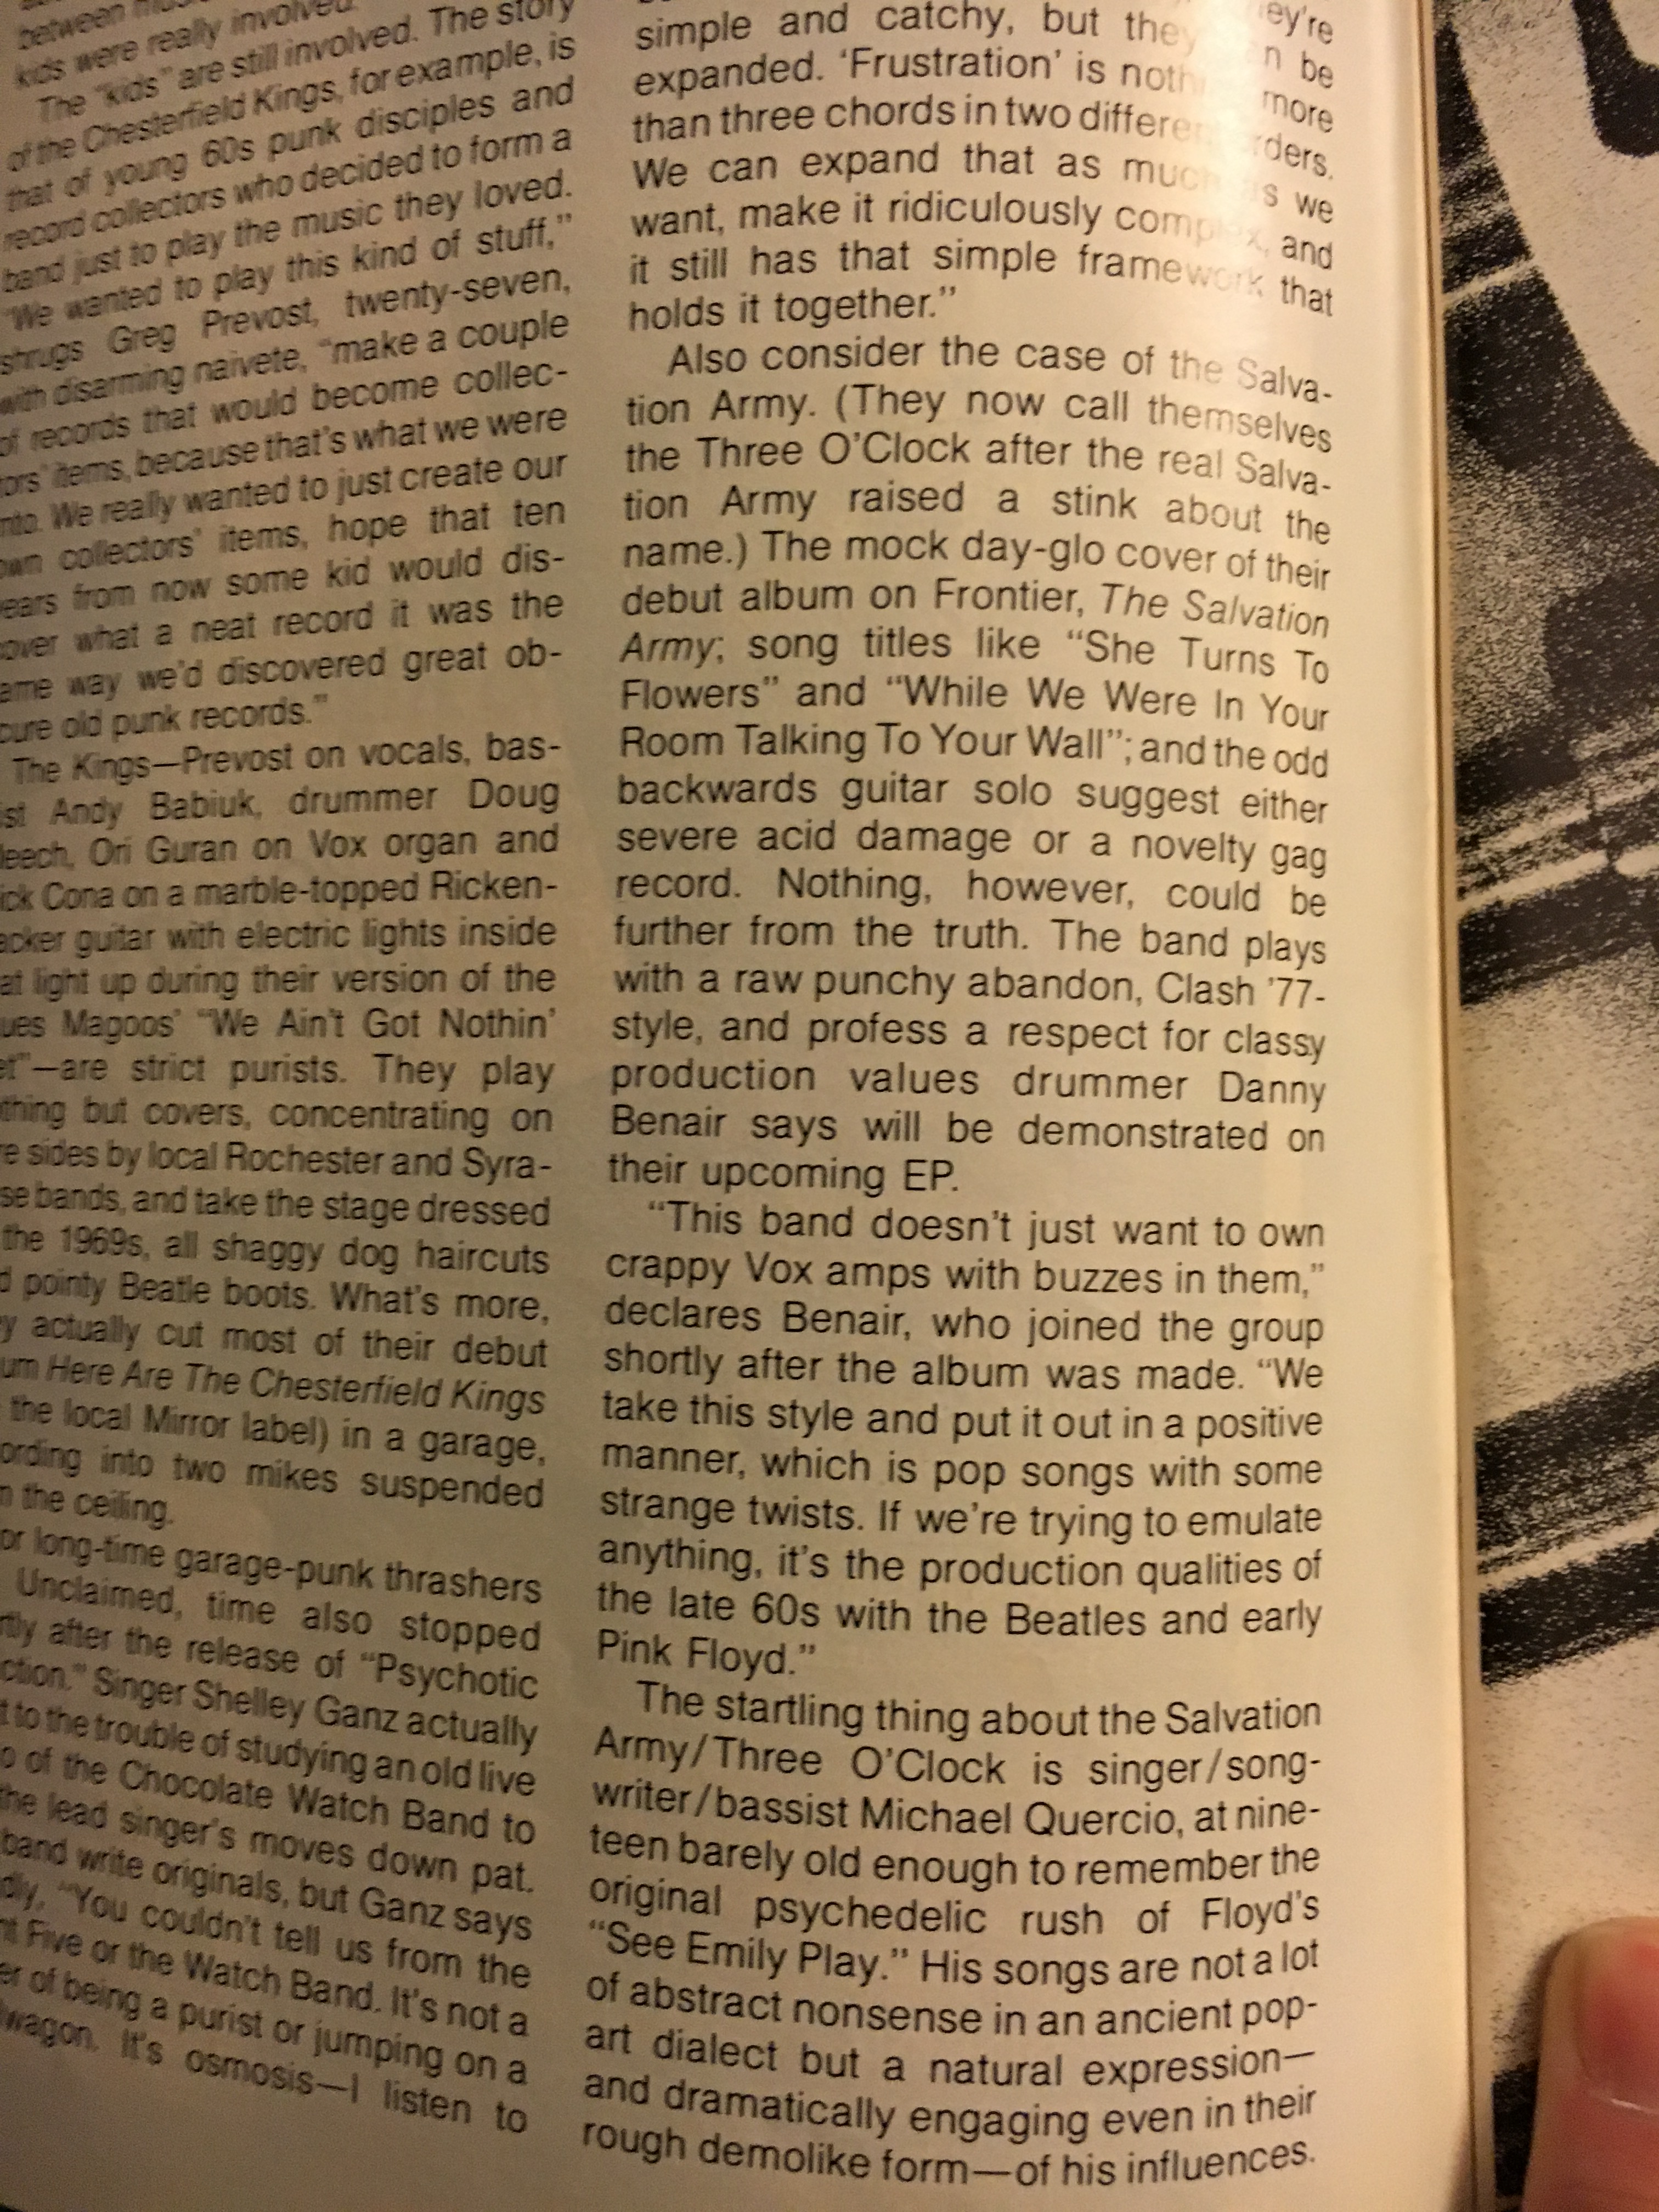 between
kids were really involved.
The "kids" are still involved. The story
of the Chesterfield Kings, for example, is
that of young 60s punk disciples and
record collectors who decided to form a
band just to play the music they loved.
"We wanted to play this kind of stuff,"
shrugs Greg Prevost, twenty-seven,
with disarming naivete, "make a couple
of records that would become collec-
tors' items, because that's what we were
into. We really wanted to just create our
own collectors' items, hope that ten
years from now some kid would dis-
cover what a neat record it was the
ame way we'd discovered great ob-
cure old punk records."
The Kings—Prevost on vocals, bas-
ist Andy Babiuk, drummer Doug
leech, Ori Guran on Vox organ and
ick Cona on a marble-topped Ricken-
acker guitar with electric lights inside
at light up during their version of the
ues Magoos' "We Ain't Got Nothin'
et"—are strict purists. They play
thing but covers, concentrating on
re sides by local Rochester and Syra-
se bands, and take the stage dressed
the 1969s, all shaggy dog haircuts
d pointy Beatle boots. What's more,
y actually cut most of their debut
um Here Are The Chesterfield Kings
the local Mirror label) in a garage,
ording into two mikes suspended
n the ceiling.
or long-time garage-punk thrashers
Unclaimed, time also stopped
rtly after the release of "Psychotic
ction." Singer Shelley Ganz actually
t to the trouble of studying an old live
o of the Chocolate Watch Band to
the lead singer's moves down pat.
band write originals, but Ganz says
dly, "You couldn't tell us from the
nt Five or the Watch Band. It's not a
er of being a purist or jumping on a
wagon. It's osmosis—I listen to
simple and catchy, but they can be
expanded. 'Frustration' is nothing more
than three chords in two different orders.
We can expand that as much as we
want, make it ridiculously complex, and
it still has that simple framework that
holds it together."
Also consider the case of the Salva-
tion Army. (They now call themselves
the Three O'Clock after the real Salva-
tion Army raised a stink about the
name.) The mock day-glo cover of their
debut album on Frontier, The Salvation
Army; song titles like "She Turns To
Flowers" and "While We Were In Your
Room Talking To Your Wall"; and the odd
backwards guitar solo suggest either
severe acid damage or a novelty gag
record. Nothing, however, could be
further from the truth. The band plays
with a raw punchy abandon, Clash '77-
style, and profess a respect for classy
production values drummer Danny
Benair says will be demonstrated on
their upcoming EP.
"This band doesn't just want to own
crappy Vox amps with buzzes in them,"
declares Benair, who joined the group
shortly after the album was made. "We
take this style and put it out in a positive
manner, which is pop songs with some
strange twists. If we're trying to emulate
anything, it's the production qualities of
the late 60s with the Beatles and early
Pink Floyd."
The startling thing about the Salvation
Army/Three O'Clock is singer/song-
writer/bassist Michael Quercio, at nine-
teen barely old enough to remember the
original psychedelic rush of Floyd's
"See Emily Play." His songs are not a lot
of abstract nonsense in an ancient pop-
art dialect but a natural expression—
and dramatically engaging even in their
rough demolike form—of his influences.